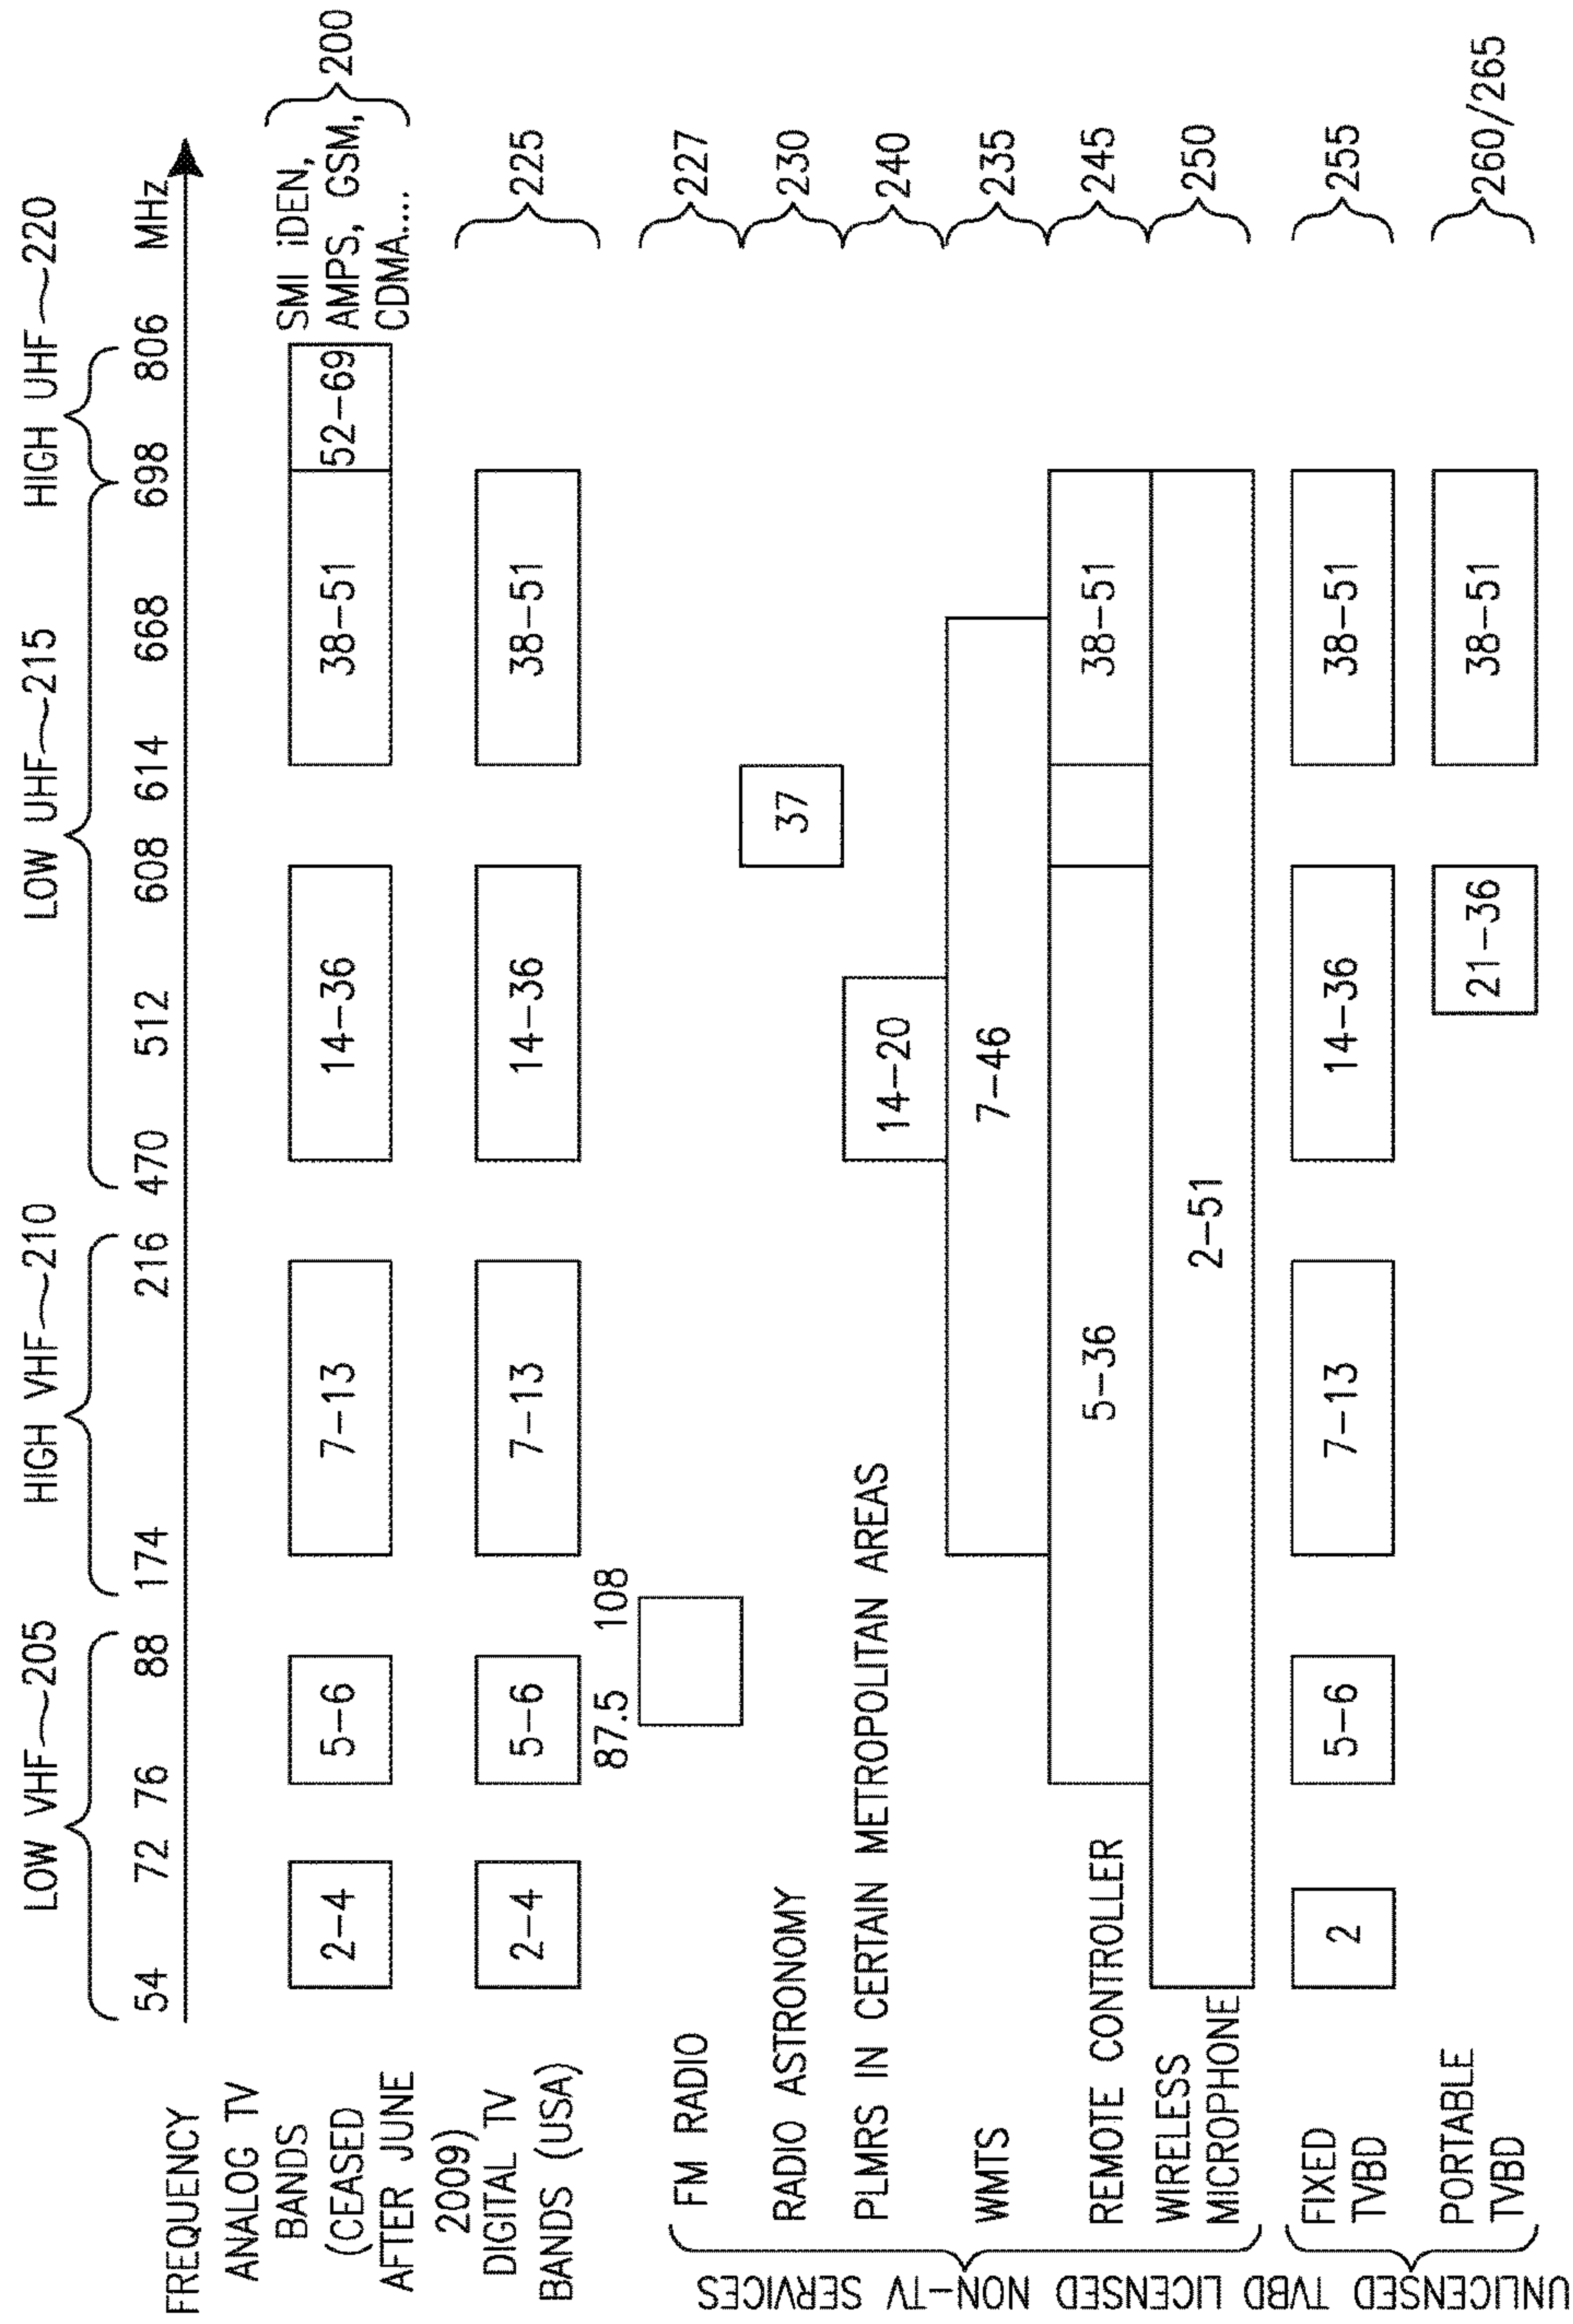 LOW VHF~205
HIGH VHF~210
LOW UHF~215
HIGH UHF~220
FREQUENCY
54 72 76 88 174 216 470 512 608 614 668 698 806 MHz
ANALOG TV
BANDS
(CEASED
AFTER JUNE
2009)
2-4 5-6 7-13 14-36 38-51 52-69
SMI iDEN,
AMPS, GSM,
CDMA....
200
DIGITAL TV
BANDS (USA)
2-4 5-6 7-13 14-36 38-51
225
87.5 108
FM RADIO
227
RADIO ASTRONOMY
37
230
PLMRS IN CERTAIN METROPOLITAN AREAS
14-20
240
WMTS
7-46
235
REMOTE CONTROLLER
5-36 38-51
245
WIRELESS
MICROPHONE
2-51
250
LICENSED NON-TV SERVICES
FIXED
TVBD
2 5-6 7-13 14-36 38-51
255
PORTABLE
TVBD
21-36 38-51
260/265
UNLICENSED TVBD